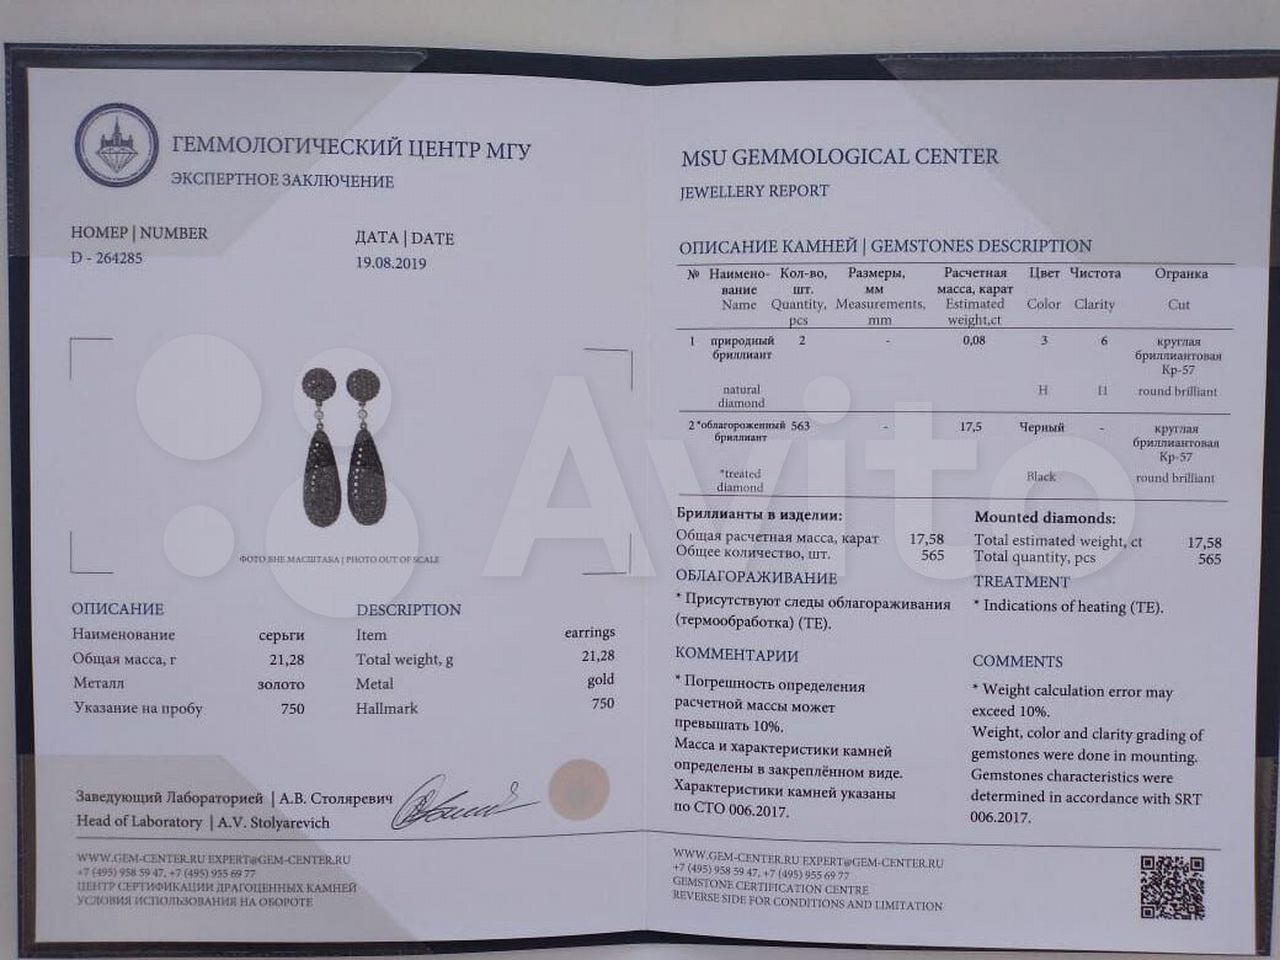 ГЕММОЛОГИЧЕСКИЙ ЦЕНТР МГУ
ЭКСПЕРТНОЕ ЗАКЛЮЧЕНИЕ
НОМЕР | NUMBER
D - 264285
ДАТА | DATE
19.08.2019
ФОТО ВНЕ МАСШТАБА | PHOTO OUT OF SCALE
ОПИСАНИЕ
Наименование серьги
Общая масса, г 21,28
Металл золото
Указание на пробу 750
DESCRIPTION
Item earrings
Total weight, g 21,28
Metal gold
Hallmark 750
Заведующий Лабораторией | А.В. Столяревич
Head of Laboratory | A.V. Stolyarevich
WWW.GEM-CENTER.RU EXPERT@GEM-CENTER.RU
+7 (495) 958 59 47, +7 (495) 955 69 77
ЦЕНТР СЕРТИФИКАЦИИ ДРАГОЦЕННЫХ КАМНЕЙ
УСЛОВИЯ ИСПОЛЬЗОВАНИЯ НА ОБОРОТЕ
MSU GEMMOLOGICAL CENTER
JEWELLERY REPORT
ОПИСАНИЕ КАМНЕЙ | GEMSTONES DESCRIPTION
№ Наимено- Кол-во, Размеры, Расчетная Цвет Чистота Огранка
вание шт. мм масса, карат
Name Quantity, Measurements, Estimated Color Clarity Cut
pcs mm weight,ct
1 природный 2 - 0,08 3 6 круглая
бриллиант бриллиантовая
Кр-57
natural H I1 round brilliant
diamond
2 *облагороженный 563 - 17,5 Черный - круглая
бриллиант бриллиантовая
Кр-57
*treated Black round brilliant
diamond
Бриллианты в изделии:
Общая расчетная масса, карат 17,58
Общее количество, шт. 565
ОБЛАГОРАЖИВАНИЕ
* Присутствуют следы облагораживания
(термообработка) (TE).
КОММЕНТАРИИ
* Погрешность определения
расчетной массы может
превышать 10%.
Масса и характеристики камней
определены в закреплённом виде.
Характеристики камней указаны
по СТО 006.2017.
Mounted diamonds:
Total estimated weight, ct 17,58
Total quantity, pcs 565
TREATMENT
* Indications of heating (TE).
COMMENTS
* Weight calculation error may
exceed 10%.
Weight, color and clarity grading of
gemstones were done in mounting.
Gemstones characteristics were
determined in accordance with SRT
006.2017.
WWW.GEM-CENTER.RU EXPERT@GEM-CENTER.RU
+7 (495) 958 59 47, +7 (495) 955 69 77
GEMSTONE CERTIFICATION CENTRE
REVERSE SIDE FOR CONDITIONS AND LIMITATION
Avito